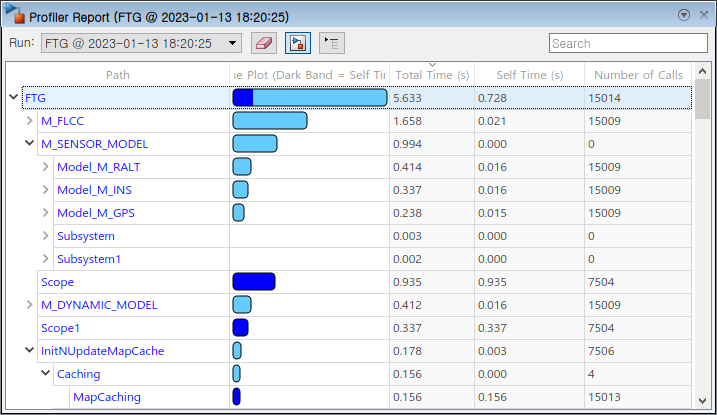 Profiler Report (FTG @ 2023-01-13 18:20:25)
Run: FTG @ 2023-01-13 18:20:25 Search
Path ne Plot (Dark Band = Self Tir Total Time (s) Self Time (s) Number of Calls
FTG 5.633 0.728 15014
M_FLCC 1.658 0.021 15009
M_SENSOR_MODEL 0.994 0.000 0
Model_M_RALT 0.414 0.016 15009
Model_M_INS 0.337 0.016 15009
Model_M_GPS 0.238 0.015 15009
Subsystem 0.003 0.000 0
Subsystem1 0.002 0.000 0
Scope 0.935 0.935 7504
M_DYNAMIC_MODEL 0.412 0.016 15009
Scope1 0.337 0.337 7504
InitNUpdateMapCache 0.178 0.003 7506
Caching 0.156 0.000 4
MapCaching 0.156 0.156 15013